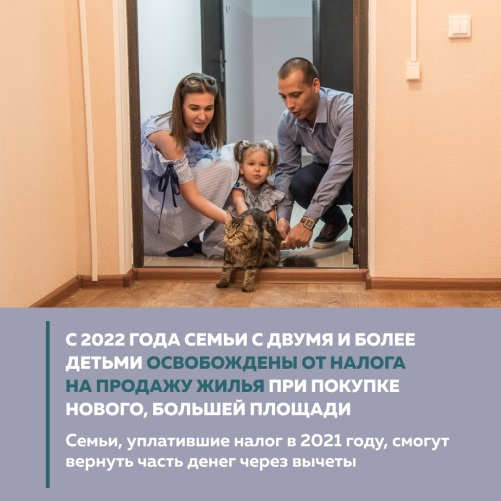 С 2022 ГОДА СЕМЬИ С ДВУМЯ И БОЛЕЕ
ДЕТЬМИ ОСВОБОЖДЕНЫ ОТ НАЛОГА
НА ПРОДАЖУ ЖИЛЬЯ ПРИ ПОКУПКЕ
НОВОГО, БОЛЬШЕЙ ПЛОЩАДИ
Семьи, уплатившие налог в 2021 году, смогут
вернуть часть денег через вычеты